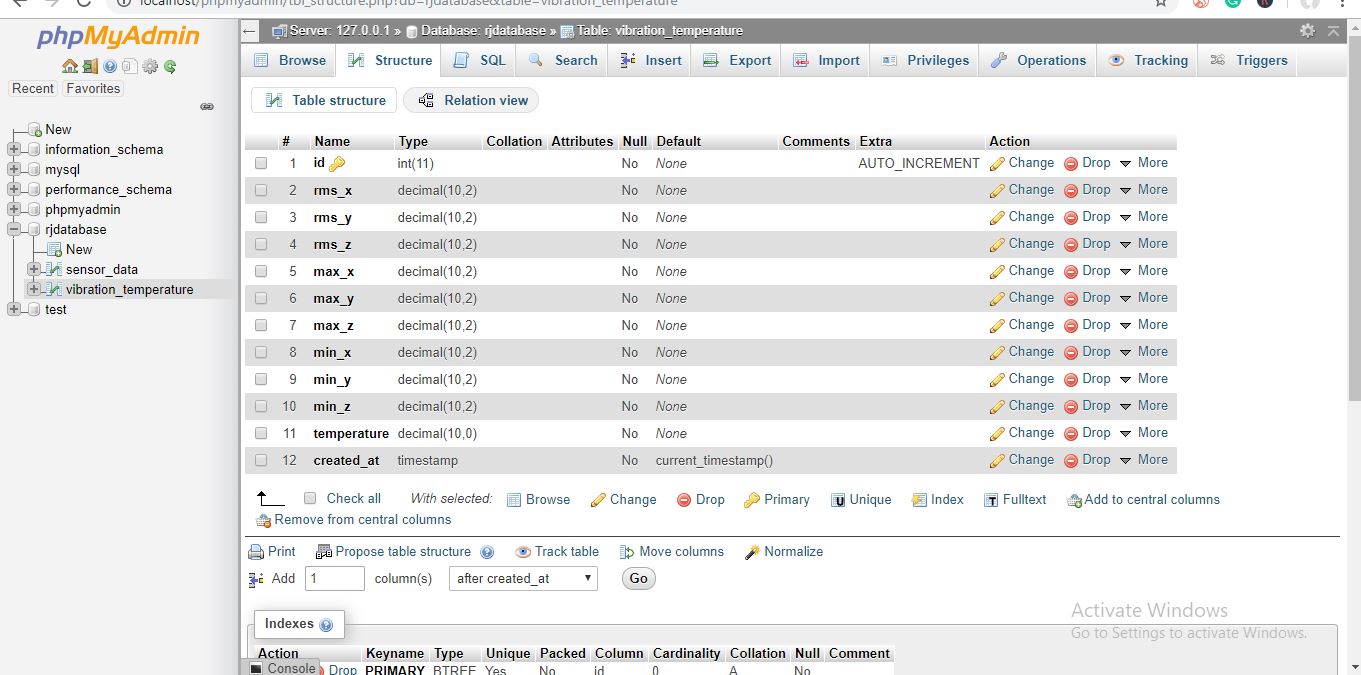 localhost/phpmyadmin/tbl_structure.php?db=rjdatabase&table=vibration_temperature
phpMyAdmin
Recent Favorites
New
information_schema
mysql
performance_schema
phpmyadmin
rjdatabase
New
sensor_data
vibration_temperature
test
Server: 127.0.0.1 » Database: rjdatabase » Table: vibration_temperature
Browse Structure SQL Search Insert Export Import Privileges Operations Tracking Triggers
Table structure Relation view
# Name Type Collation Attributes Null Default Comments Extra Action
1 id int(11) No None AUTO_INCREMENT Change Drop More
2 rms_x decimal(10,2) No None Change Drop More
3 rms_y decimal(10,2) No None Change Drop More
4 rms_z decimal(10,2) No None Change Drop More
5 max_x decimal(10,2) No None Change Drop More
6 max_y decimal(10,2) No None Change Drop More
7 max_z decimal(10,2) No None Change Drop More
8 min_x decimal(10,2) No None Change Drop More
9 min_y decimal(10,2) No None Change Drop More
10 min_z decimal(10,2) No None Change Drop More
11 temperature decimal(10,0) No None Change Drop More
12 created_at timestamp No current_timestamp() Change Drop More
Check all With selected: Browse Change Drop Primary Unique Index Fulltext Add to central columns
Remove from central columns
Print Propose table structure Track table Move columns Normalize
Add 1 column(s) after created_at Go
Activate Windows
Go to Settings to activate Windows.
Indexes
Action Keyname Type Unique Packed Column Cardinality Collation Null Comment
Console Drop PRIMARY BTREE Yes No id 0 A No